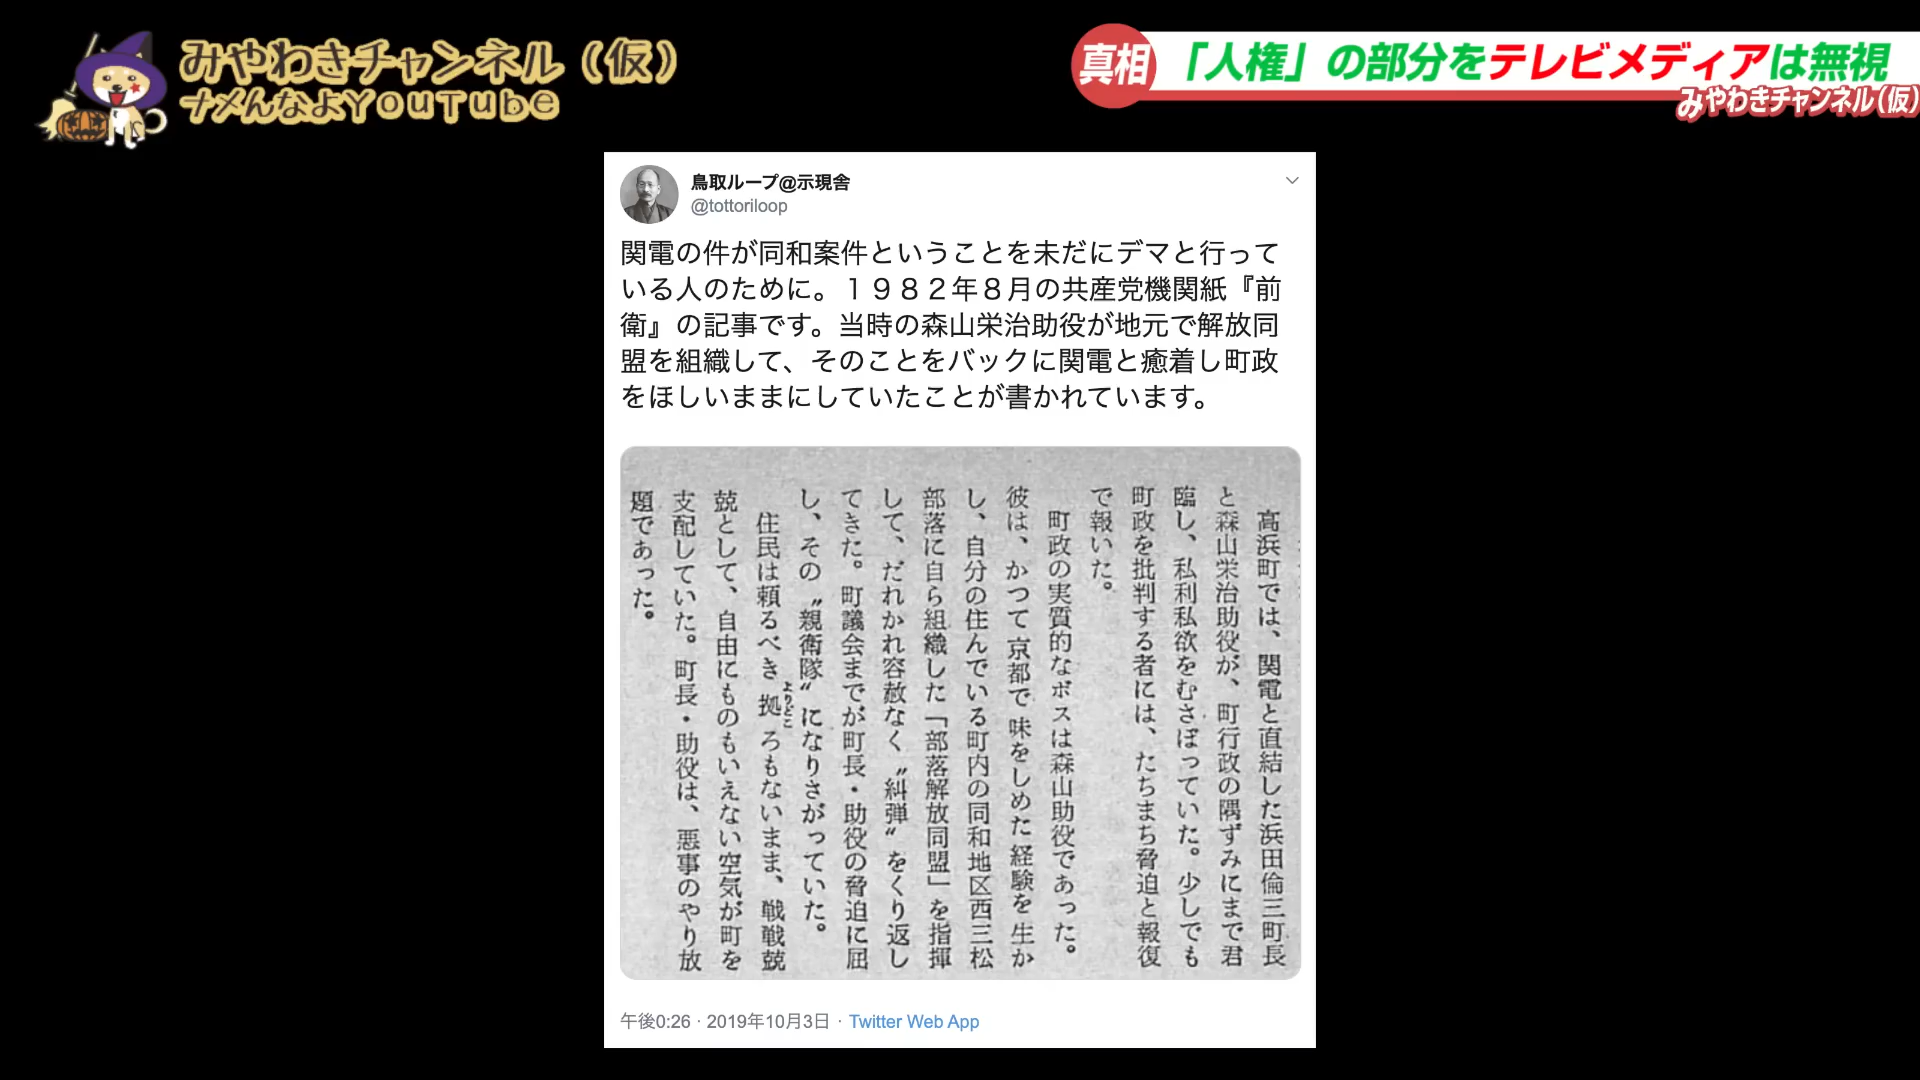 みやわきチャンネル（仮）
ナメんなよYouTube
真相
「人権」の部分をテレビメディアは無視
みやわきチャンネル(仮)
鳥取ループ@示現舎
@tottoriloop
関電の件が同和案件ということを未だにデマと行って
いる人のために。１９８２年８月の共産党機関紙『前
衛』の記事です。当時の森山栄治助役が地元で解放同
盟を組織して、そのことをバックに関電と癒着し町政
をほしいままにしていたことが書かれています。
高浜町では、関電と直結した浜田倫三町長
と森山栄治助役が、町行政の隅ずみにまで君
臨し、私利私欲をむさぼっていた。少しでも
町政を批判する者には、たちまち脅迫と報復
で報いた。
町政の実質的なボスは森山助役であった。
彼は、かつて京都で味をしめた経験を生か
し、自分の住んでいる町内の同和地区西三松
部落に自ら組織した「部落解放同盟」を指揮
して、だれかれ容赦なく〝糾弾〟をくり返し
てきた。町議会までが町長・助役の脅迫に屈
し、その〝親衛隊〟になりさがっていた。
住民は頼るべき拠よりどころもないまま、戦戦兢
兢として、自由にものもいえない空気が町を
支配していた。町長・助役は、悪事のやり放
題であった。
午後0:26 · 2019年10月3日 · Twitter Web App